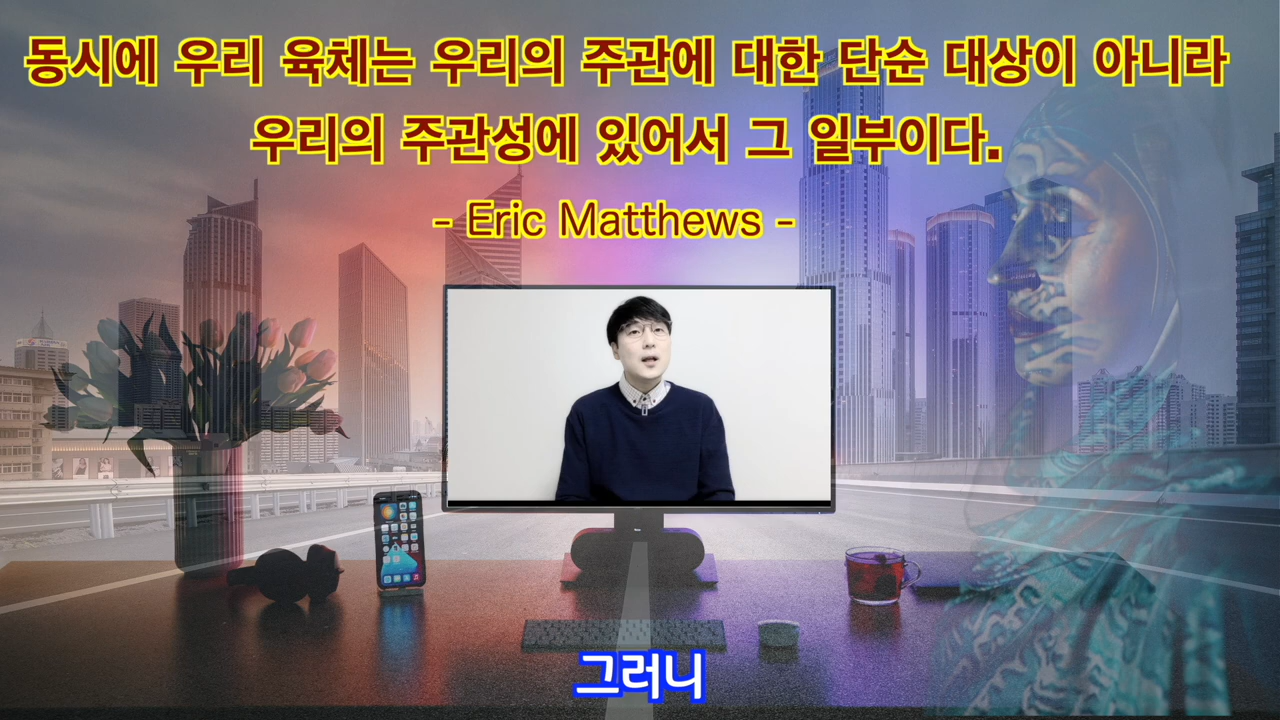 동시에 우리 육체는 우리의 주관에 대한 단순 대상이 아니라
우리의 주관성에 있어서 그 일부이다.
- Eric Matthews -
그러니